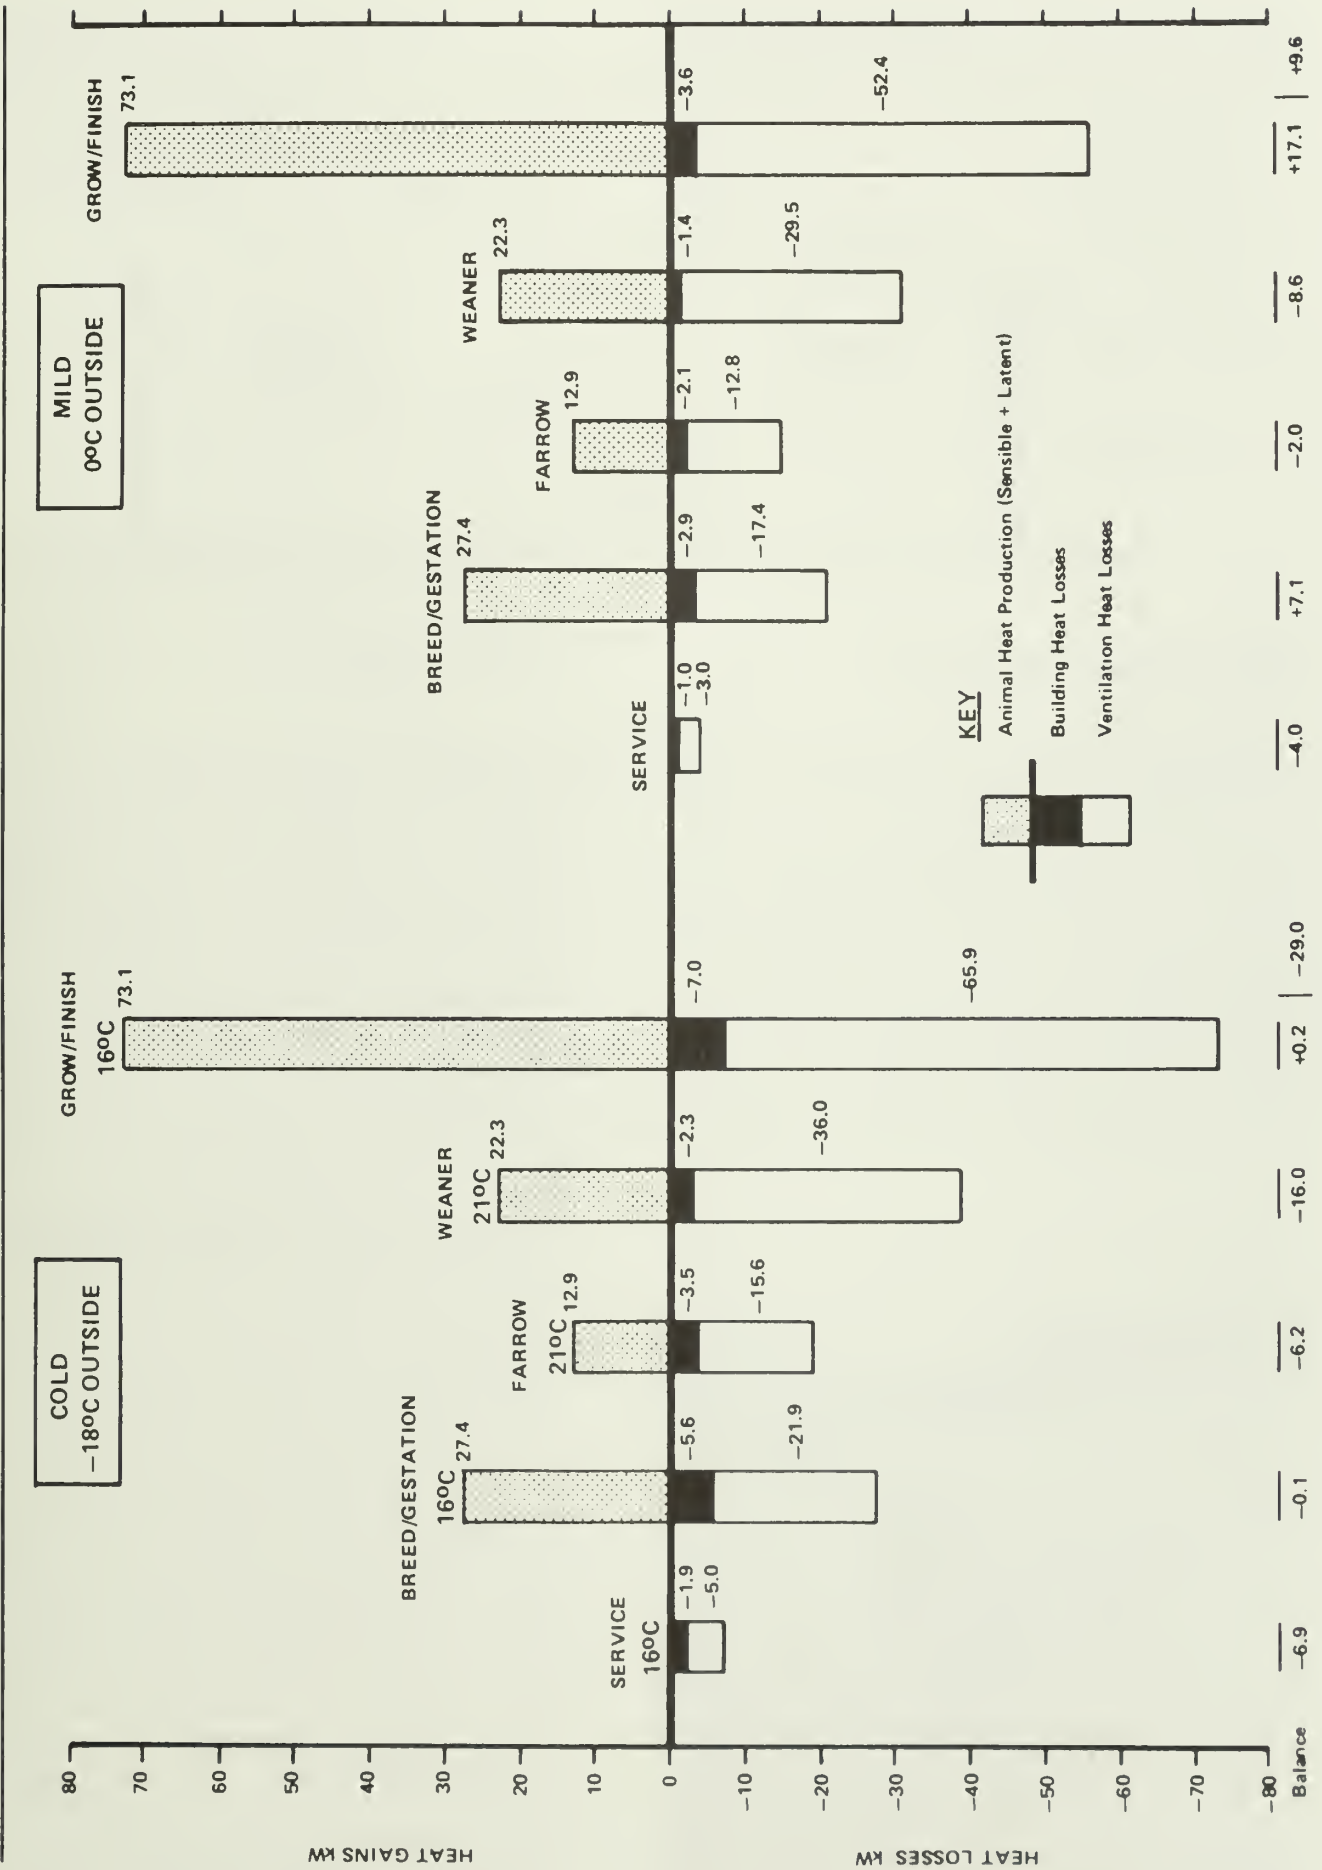 COLD
−18°C OUTSIDE
MILD
0°C OUTSIDE
HEAT GAINS kW
HEAT LOSSES kW
80
70
60
50
40
30
20
10
0
−10
−20
−30
−40
−50
−60
−70
−80
SERVICE
16°C
−1.9
−5.0
BREED/GESTATION
16°C
27.4
−5.6
−21.9
FARROW
21°C
12.9
−3.5
−15.6
WEANER
21°C
22.3
−2.3
−36.0
GROW/FINISH
16°C
73.1
−7.0
−65.9
SERVICE
−1.0
−3.0
BREED/GESTATION
27.4
−2.9
−17.4
FARROW
12.9
−2.1
−12.8
WEANER
22.3
−1.4
−29.5
GROW/FINISH
73.1
−3.6
−52.4
KEY
Animal Heat Production (Sensible + Latent)
Building Heat Losses
Ventilation Heat Losses
Balance −6.9 −0.1 −6.2 −16.0 +0.2 | −29.0 −4.0 +7.1 −2.0 −8.6 +17.1 | +9.6